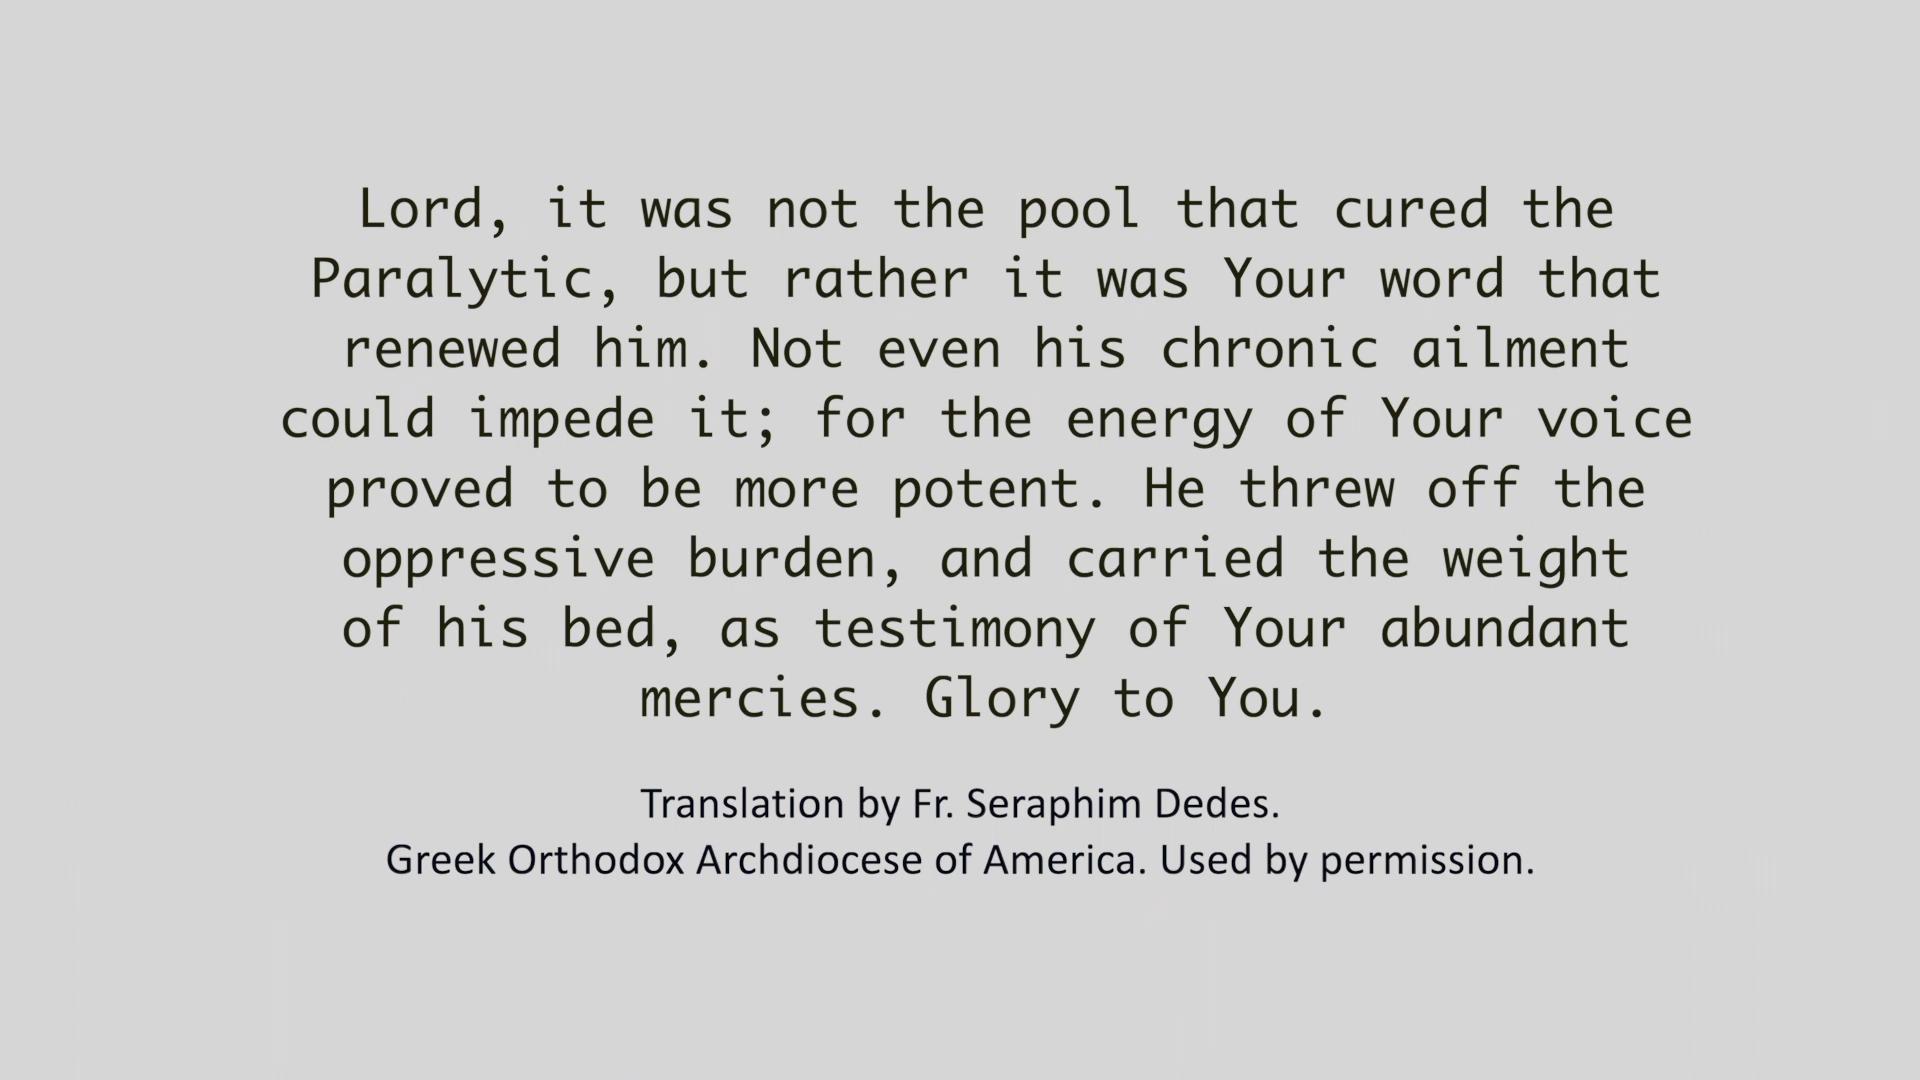 Lord, it was not the pool that cured the
Paralytic, but rather it was Your word that
renewed him. Not even his chronic ailment
could impede it; for the energy of Your voice
proved to be more potent. He threw off the
oppressive burden, and carried the weight
of his bed, as testimony of Your abundant
mercies. Glory to You.
Translation by Fr. Seraphim Dedes.
Greek Orthodox Archdiocese of America. Used by permission.